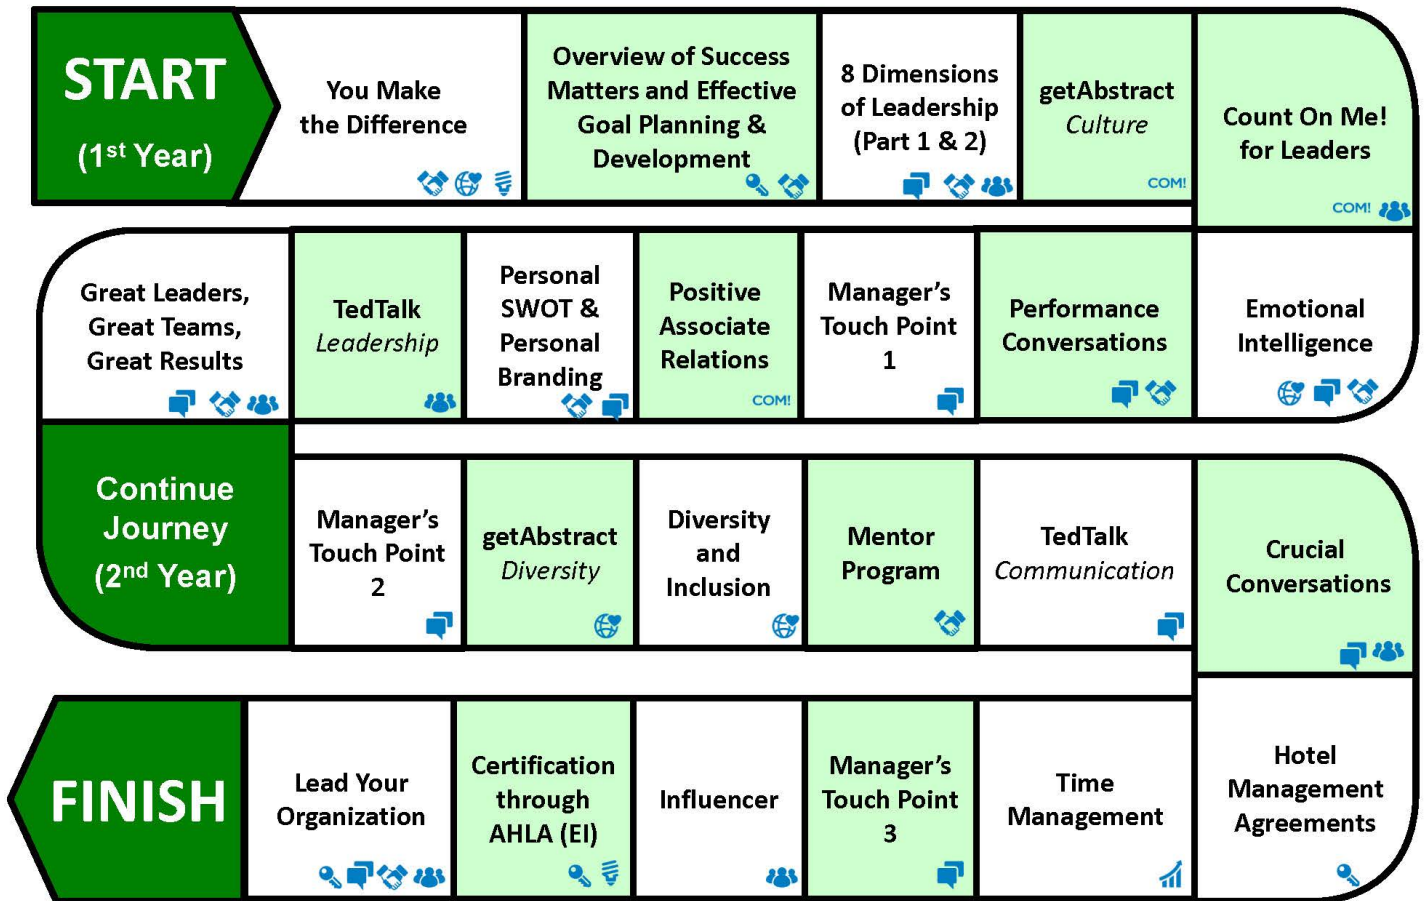 START
(1st Year)
You Make
the Difference
Overview of Success
Matters and Effective
Goal Planning &
Development
8 Dimensions
of Leadership
(Part 1 & 2)
getAbstract
Culture
COM!
Count On Me!
for Leaders
COM!
Emotional
Intelligence
Performance
Conversations
Manager's
Touch Point
1
Positive
Associate
Relations
COM!
Personal
SWOT &
Personal
Branding
TedTalk
Leadership
Great Leaders,
Great Teams,
Great Results
Continue
Journey
(2nd Year)
Manager's
Touch Point
2
getAbstract
Diversity
Diversity
and
Inclusion
Mentor
Program
TedTalk
Communication
Crucial
Conversations
Hotel
Management
Agreements
Time
Management
Manager's
Touch Point
3
Influencer
Certification
through
AHLA (EI)
Lead Your
Organization
FINISH